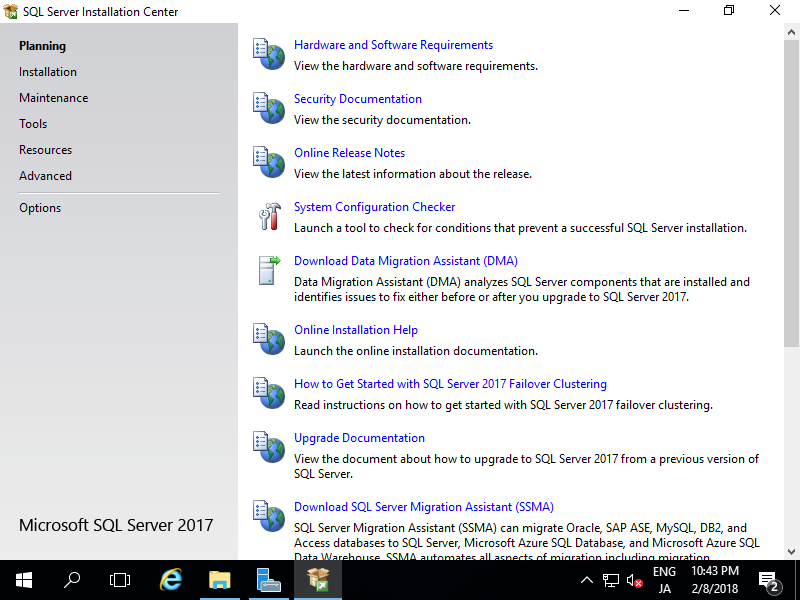 SQL Server Installation Center
Planning
Installation
Maintenance
Tools
Resources
Advanced
Options
Microsoft SQL Server 2017
Hardware and Software Requirements
View the hardware and software requirements.
Security Documentation
View the security documentation.
Online Release Notes
View the latest information about the release.
System Configuration Checker
Launch a tool to check for conditions that prevent a successful SQL Server installation.
Download Data Migration Assistant (DMA)
Data Migration Assistant (DMA) analyzes SQL Server components that are installed and
identifies issues to fix either before or after you upgrade to SQL Server 2017.
Online Installation Help
Launch the online installation documentation.
How to Get Started with SQL Server 2017 Failover Clustering
Read instructions on how to get started with SQL Server 2017 failover clustering.
Upgrade Documentation
View the document about how to upgrade to SQL Server 2017 from a previous version of
SQL Server.
Download SQL Server Migration Assistant (SSMA)
SQL Server Migration Assistant (SSMA) can migrate Oracle, SAP ASE, MySQL, DB2, and
Access databases to SQL Server, Microsoft Azure SQL Database, and Microsoft Azure SQL
Data Warehouse. SSMA automates all aspects of migration including migration
ENG
JA
10:43 PM
2/8/2018
2